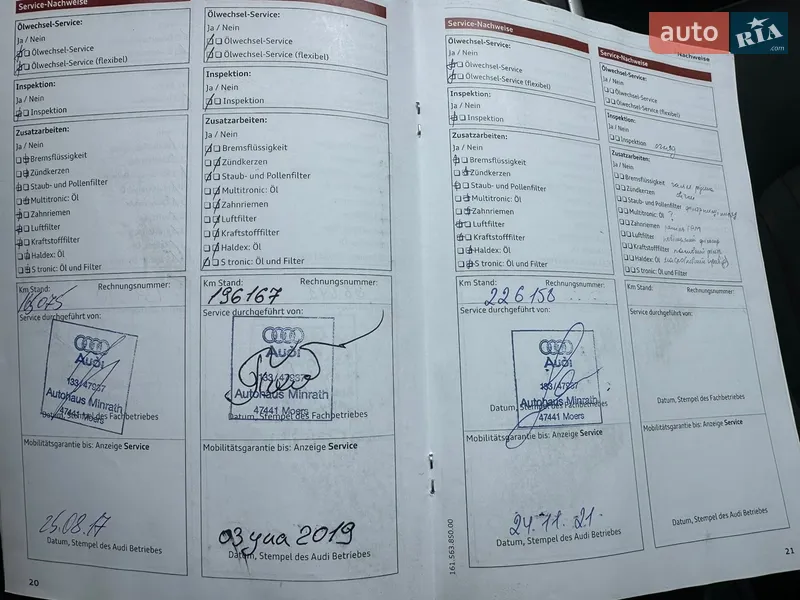 Service-Nachweise
Ölwechsel-Service:
Ja / Nein
Ölwechsel-Service
Ölwechsel-Service (flexibel)
Inspektion:
Ja / Nein
Inspektion
Zusatzarbeiten:
Ja / Nein
Bremsflüssigkeit
Zündkerzen
Staub- und Pollenfilter
Multitronic: Öl
Zahnriemen
Luftfilter
Kraftstofffilter
Haldex: Öl
S tronic: Öl und Filter
Km Stand: Rechnungsnummer:
Service durchgeführt von:
Audi
133/47937
Autohaus Minrath
47441 Moers
Datum, Stempel des Fachbetriebes
Mobilitätsgarantie bis: Anzeige Service
25.08.17
Datum, Stempel des Audi Betriebes
20
Ölwechsel-Service:
Ja / Nein
Ölwechsel-Service
Ölwechsel-Service (flexibel)
Inspektion:
Ja / Nein
Inspektion
Zusatzarbeiten:
Ja / Nein
Bremsflüssigkeit
Zündkerzen
Staub- und Pollenfilter
Multitronic: Öl
Zahnriemen
Luftfilter
Kraftstofffilter
Haldex: Öl
S tronic: Öl und Filter
Km Stand: Rechnungsnummer:
196167
Service durchgeführt von:
Audi
Autohaus Minrath
47441 Moers
Datum, Stempel des Fachbetriebes
Mobilitätsgarantie bis: Anzeige Service
2019
Datum, Stempel des Audi Betriebes
Service-Nachweise
Ölwechsel-Service:
Ja / Nein
Ölwechsel-Service
Ölwechsel-Service (flexibel)
Inspektion:
Ja / Nein
Inspektion
Zusatzarbeiten:
Ja / Nein
Bremsflüssigkeit
Zündkerzen
Staub- und Pollenfilter
Multitronic: Öl
Zahnriemen
Luftfilter
Kraftstofffilter
Haldex: Öl
S tronic: Öl und Filter
Km Stand: Rechnungsnummer:
226158
Service durchgeführt von:
Audi
133/47937
Autohaus Minrath
Datum, Stempel des Fachbetriebes
47441 Moers
Mobilitätsgarantie bis: Anzeige Service
24.11.21.
Datum, Stempel des Audi Betriebes
161.563.850.00
Service-Nachweise
Nachweise
Ölwechsel-Service:
Ja / Nein
Ölwechsel-Service
Ölwechsel-Service (flexibel)
Inspektion:
Ja / Nein
Inspektion
Zusatzarbeiten:
Ja / Nein
Bremsflüssigkeit
Zündkerzen
Staub- und Pollenfilter
Multitronic: Öl ?
Zahnriemen
Luftfilter
Kraftstofffilter
Haldex: Öl
S tronic: Öl und Filter
Km Stand: Rechnungsnummer:
Service durchgeführt von:
Datum, Stempel des Fachbetriebes
Mobilitätsgarantie bis: Anzeige Service
Datum, Stempel des Audi Betriebes
21
auto RIA .com